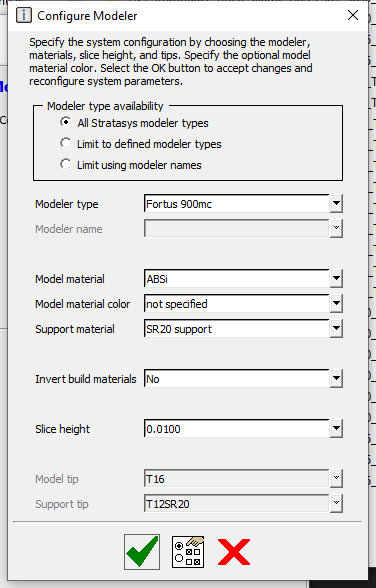 Configure Modeler
Specify the system configuration by choosing the modeler,
materials, slice height, and tips. Specify the optional model
material color. Select the OK button to accept changes and
reconfigure system parameters.
Modeler type availability
All Stratasys modeler types
Limit to defined modeler types
Limit using modeler names
Modeler type Fortus 900mc
Modeler name
Model material ABSi
Model material color not specified
Support material SR20 support
Invert build materials No
Slice height 0.0100
Model tip T16
Support tip T12SR20